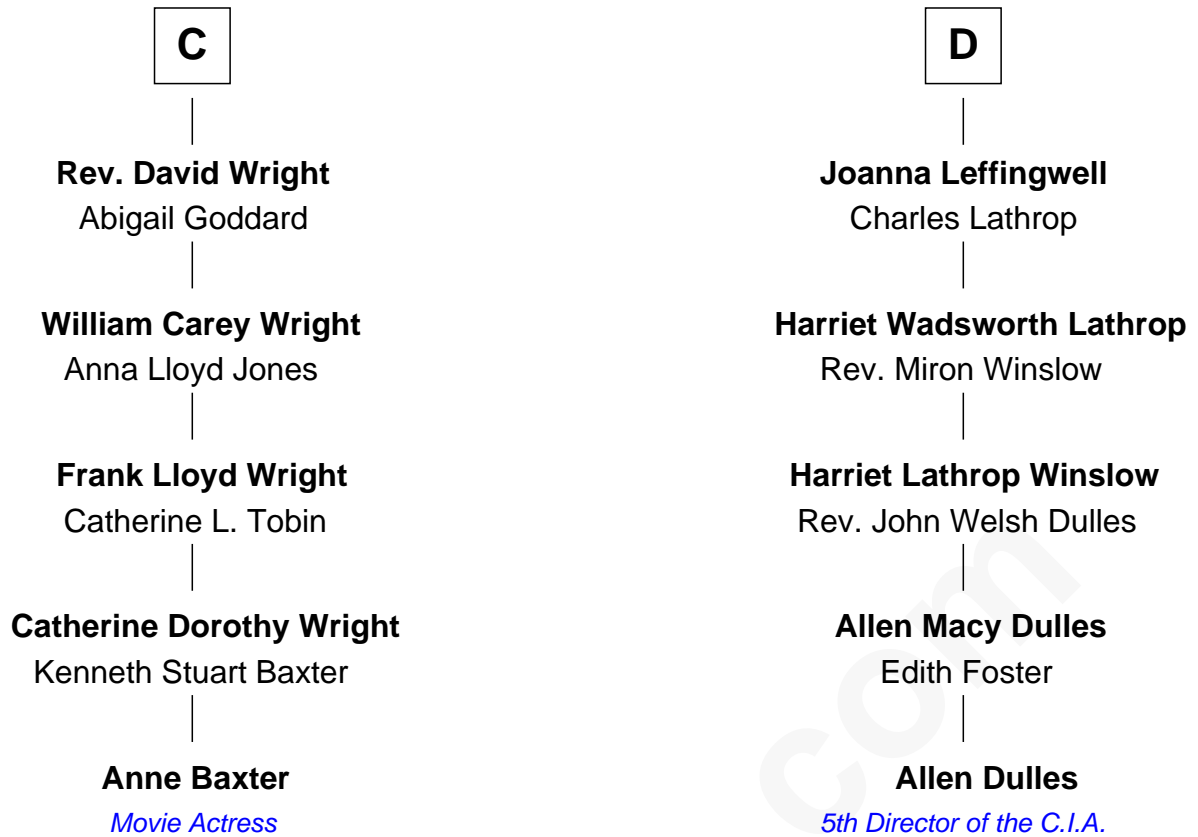 C
Rev. David Wright
Abigail Goddard
William Carey Wright
Anna Lloyd Jones
Frank Lloyd Wright
Catherine L. Tobin
Catherine Dorothy Wright
Kenneth Stuart Baxter
Anne Baxter
Movie Actress
D
Joanna Leffingwell
Charles Lathrop
Harriet Wadsworth Lathrop
Rev. Miron Winslow
Harriet Lathrop Winslow
Rev. John Welsh Dulles
Allen Macy Dulles
Edith Foster
Allen Dulles
5th Director of the C.I.A.
com